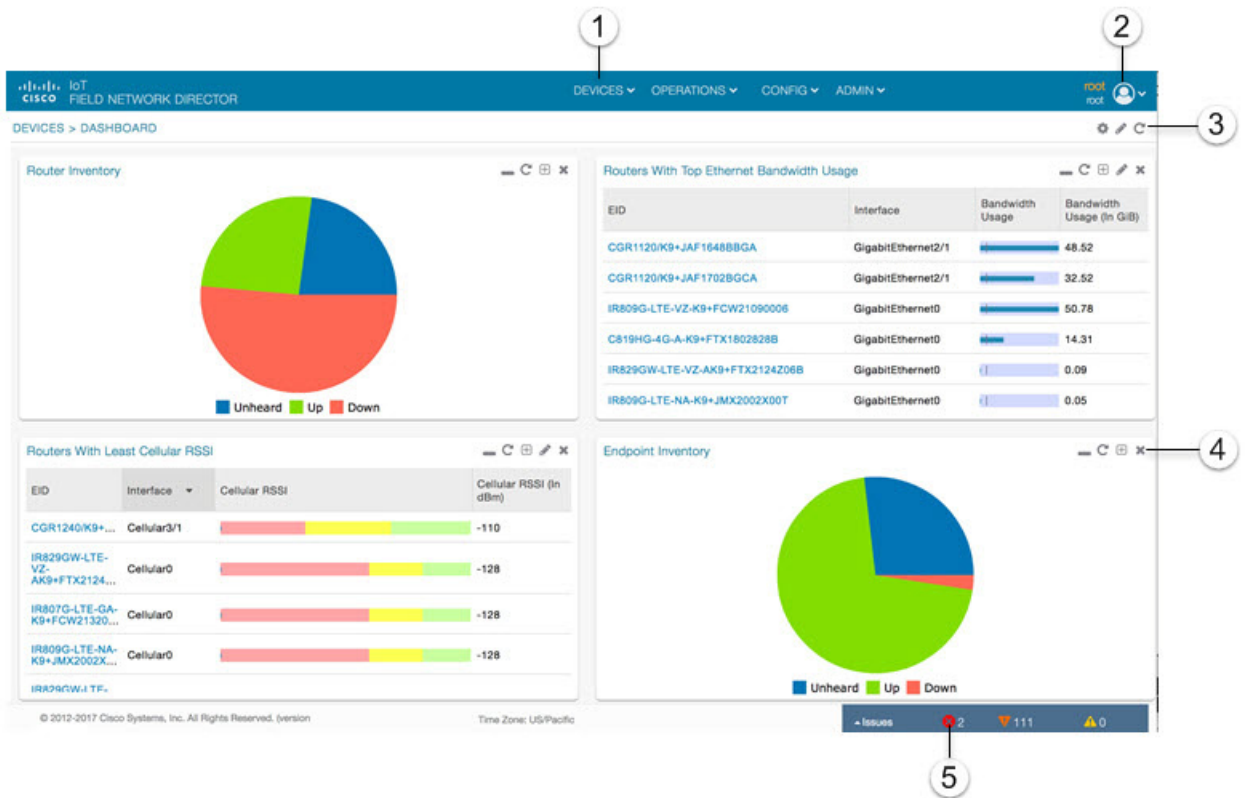 1
2
CISCO IoT FIELD NETWORK DIRECTOR
DEVICES OPERATIONS CONFIG ADMIN
root
root
DEVICES > DASHBOARD
3
Router Inventory
Unheard Up Down
Routers With Top Ethernet Bandwidth Usage
EID Interface Bandwidth Usage Bandwidth Usage (In GiB)
CGR1120/K9+JAF1648BBGA GigabitEthernet2/1 48.52
CGR1120/K9+JAF1702BGCA GigabitEthernet2/1 32.52
IR809G-LTE-VZ-K9+FCW21090006 GigabitEthernet0 50.78
C819HG-4G-A-K9+FTX1802828B GigabitEthernet0 14.31
IR829GW-LTE-VZ-AK9+FTX2124Z06B GigabitEthernet0 0.09
IR809G-LTE-NA-K9+JMX2002X00T GigabitEthernet0 0.05
Routers With Least Cellular RSSI
EID Interface Cellular RSSI Cellular RSSI (In dBm)
CGR1240/K9+... Cellular3/1 -110
IR829GW-LTE-VZ-AK9+FTX2124... Cellular0 -128
IR807G-LTE-GA-K9+FCW21320... Cellular0 -128
IR809G-LTE-NA-K9+JMX2002X... Cellular0 -128
IR829GW-LTE-
Endpoint Inventory
4
Unheard Up Down
© 2012-2017 Cisco Systems, Inc. All Rights Reserved. (version
Time Zone: US/Pacific
Issues 2 111 0
5